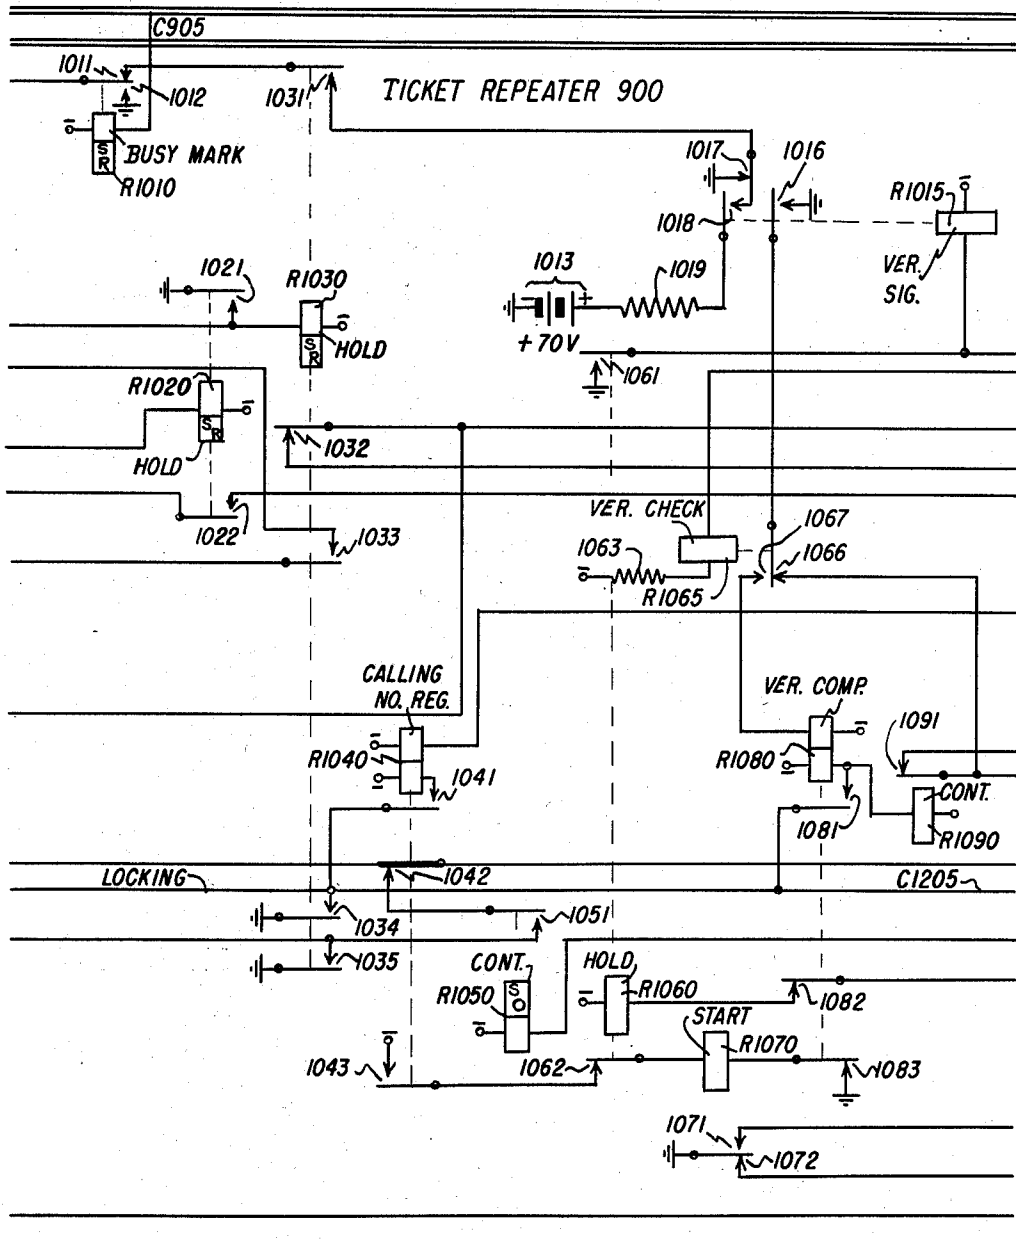 C905
1011
1012
1031
TICKET REPEATER 900
BUSY MARK
S
R
R1010
1017
1016
R1015
1018
VER.
SIG.
1021
R1030
1013
1019
+
+70V
S
R
HOLD
1061
R1020
S
R
HOLD
1032
1022
1033
VER. CHECK
1067
1063
1066
R1065
CALLING
NO. REG.
VER. COMP.
R1040
1041
R1080
1091
CONT.
1081
R1090
LOCKING
1042
C1205
1034
1051
1035
CONT.
HOLD
S
O
R1050
R1060
1082
START
R1070
1043
1062
1083
1071
1072